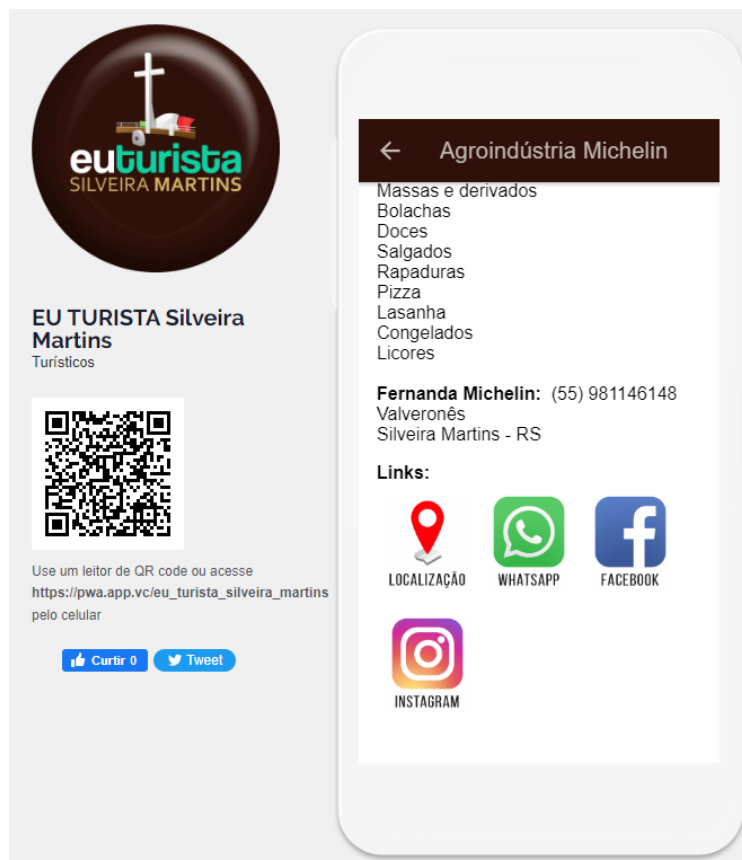 euturista
SILVEIRA MARTINS
EU TURISTA Silveira
Martins
Turísticos
Use um leitor de QR code ou acesse
https://pwa.app.vc/eu_turista_silveira_martins
pelo celular
Curtir 0
Tweet
Agroindústria Michelin
Massas e derivados
Bolachas
Doces
Salgados
Rapaduras
Pizza
Lasanha
Congelados
Licores
Fernanda Michelin: (55) 981146148
Valveronês
Silveira Martins - RS
Links:
LOCALIZAÇÃO
WHATSAPP
FACEBOOK
INSTAGRAM